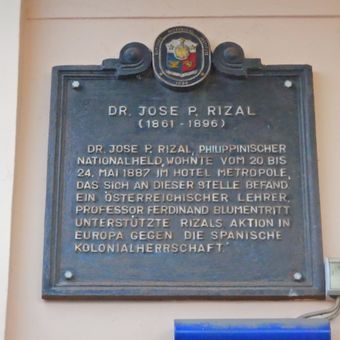 DR. JOSE P. RIZAL
(1861 - 1896)
DR. JOSE P. RIZAL, PHILIPPINISCHER
NATIONALHELD, WOHNTE VOM 20 BIS
24. MAI 1887 IM HOTEL METROPOLE,
DAS SICH AN DIESER STELLE BEFAND
EIN ÖSTERREICHISCHER LEHRER,
PROFESSOR FERDINAND BLUMENTRITT
UNTERSTÜTZTE RIZALS AKTION IN
EUROPA GEGEN DIE SPANISCHE
KOLONIALHERRSCHAFT.